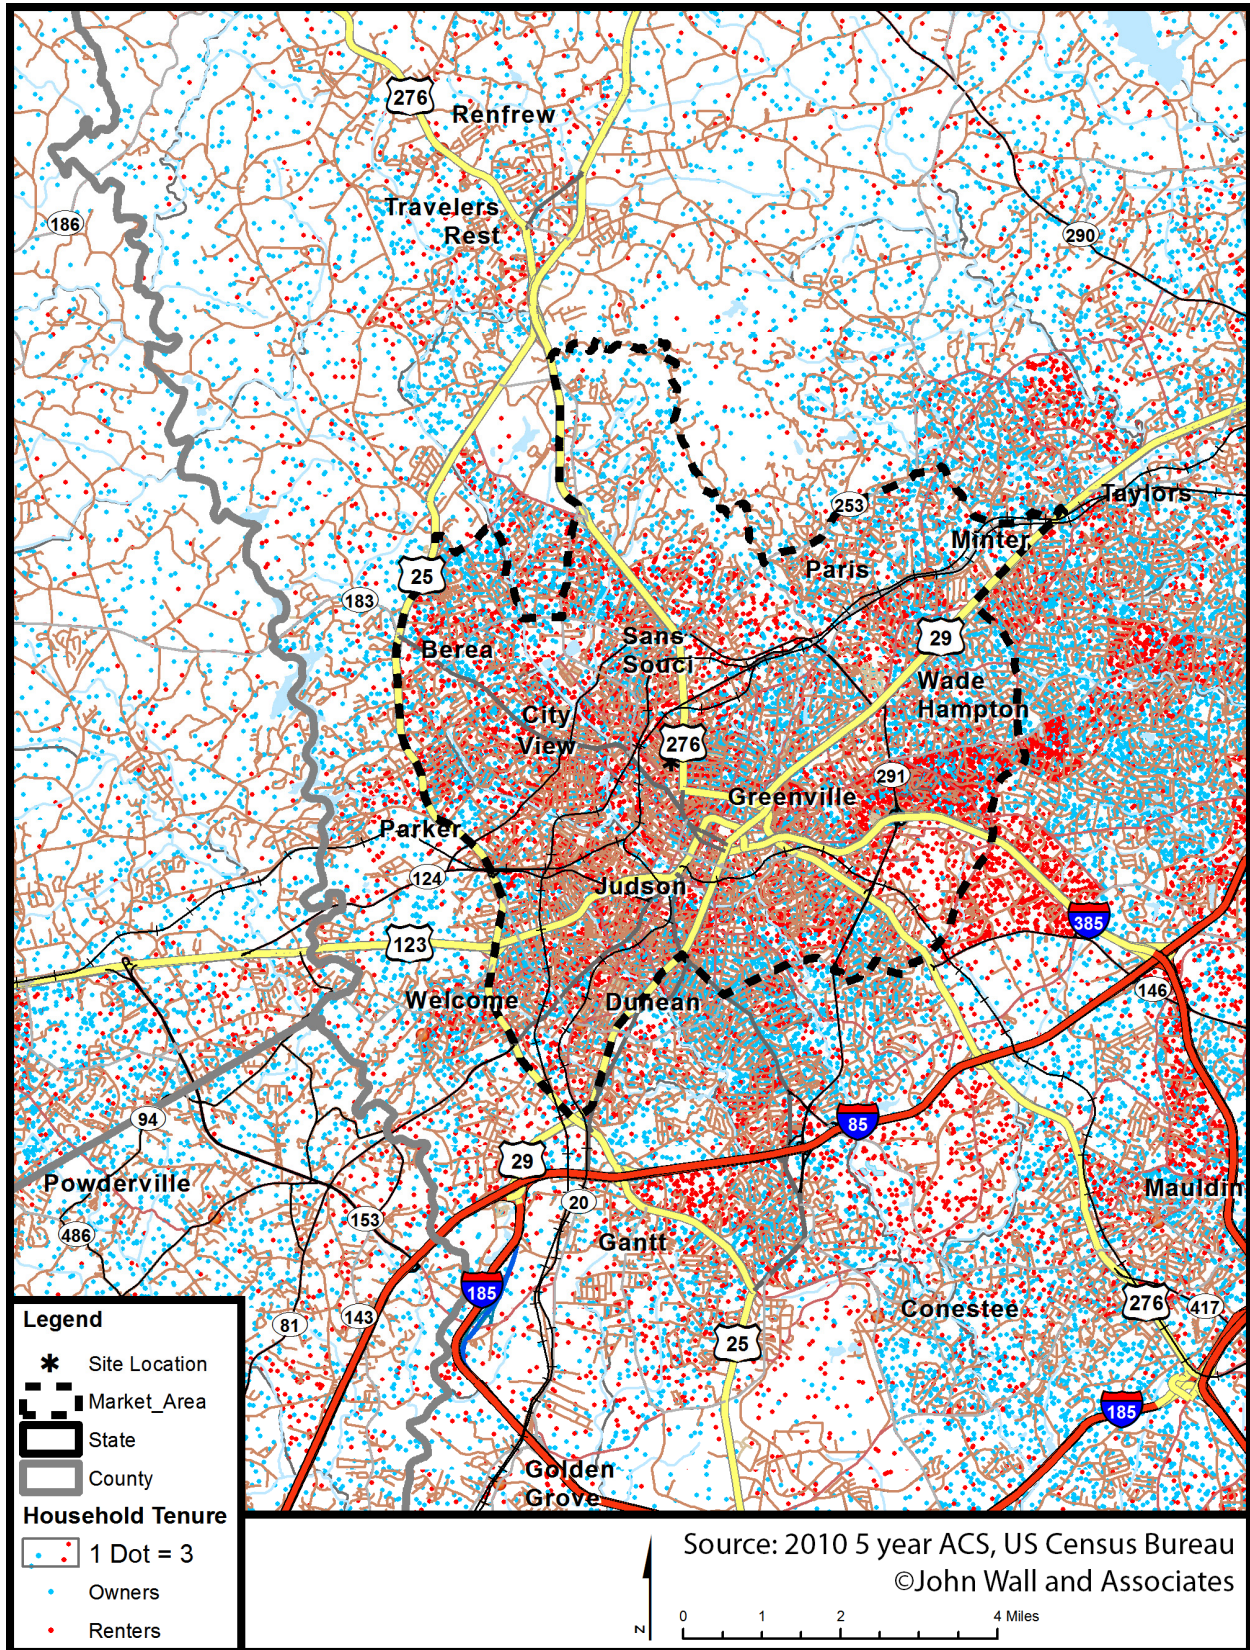 276
Renfrew
Travelers
Rest
186
290
Taylors
253
Minter
Paris
25
183
29
Sans
Souci
Berea
Wade
Hampton
City
View
276
291
Greenville
Parker
124
Judson
385
123
146
Welcome
Dunean
94
85
29
Powderville
Mauldin
20
153
486
Gantt
185
276
417
Conestee
81
143
25
185
Golden
Grove
Legend
Site Location
Market_Area
State
County
Household Tenure
1 Dot = 3
Owners
Renters
N
Source: 2010 5 year ACS, US Census Bureau
©John Wall and Associates
0 1 2 4 Miles